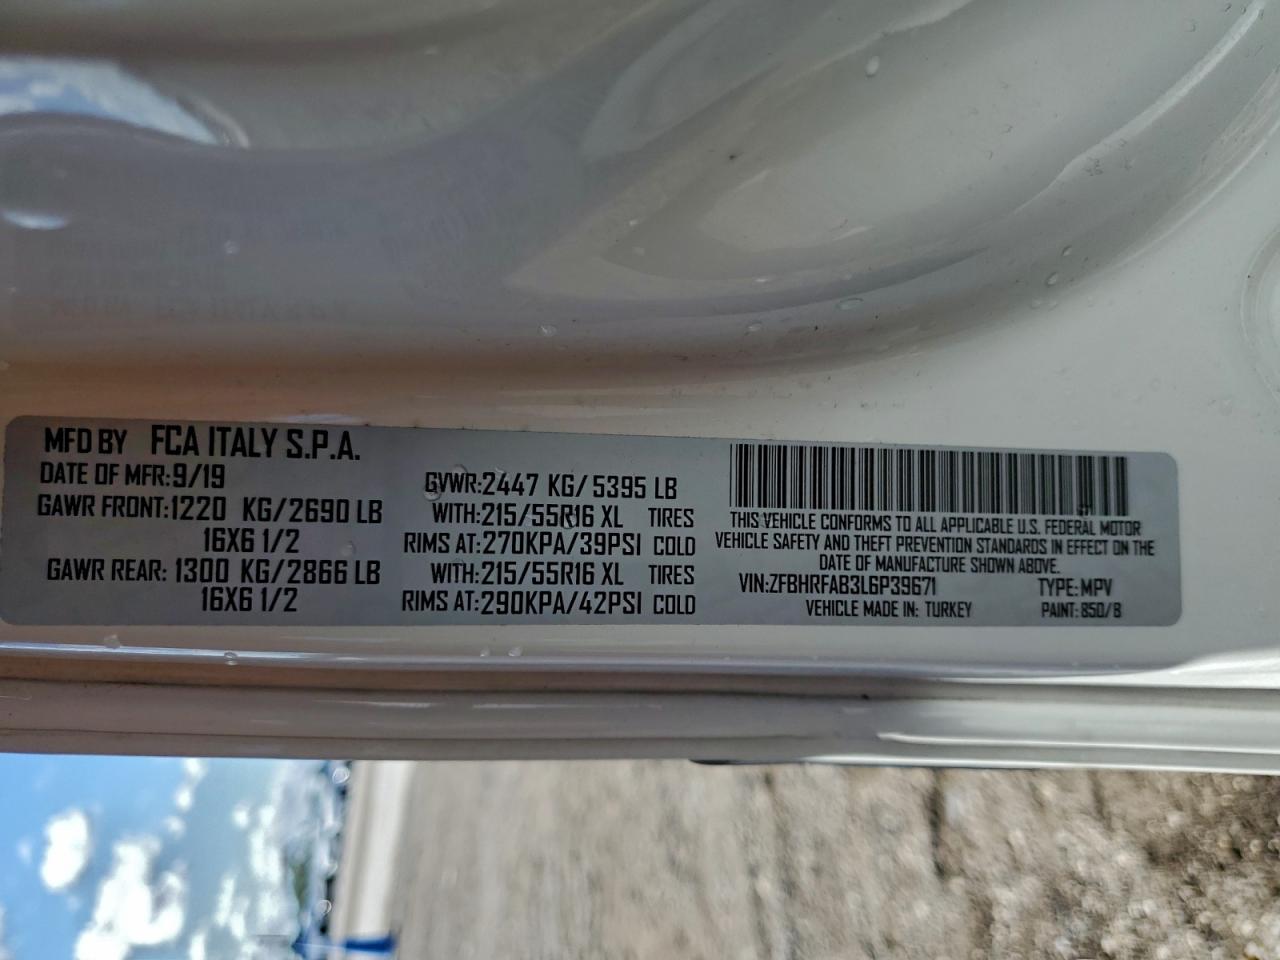 MFD BY FCA ITALY S.P.A.
DATE OF MFR: 9/19
GAWR FRONT: 1220 KG/2690 LB
16X6 1/2
GAWR REAR: 1300 KG/2866 LB
16X6 1/2
GVWR: 2447 KG/ 5395 LB
WITH: 215/55R16 XL TIRES
RIMS AT: 270KPA/39PSI COLD
WITH: 215/55R16 XL TIRES
RIMS AT: 290KPA/42PSI COLD
THIS VEHICLE CONFORMS TO ALL APPLICABLE U.S. FEDERAL MOTOR
VEHICLE SAFETY AND THEFT PREVENTION STANDARDS IN EFFECT ON THE
DATE OF MANUFACTURE SHOWN ABOVE.
VIN: ZFBHRFAB3L6P39671 TYPE: MPV
VEHICLE MADE IN: TURKEY PAINT: 850/B